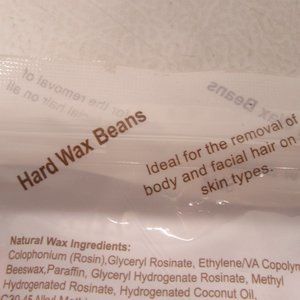 Hard Wax Beans
Ideal for the removal of
body and facial hair on
skin types.
Natural Wax Ingredients:
Colophonium (Rosin),Glyceryl Rosinate, Ethylene/VA Copolym
Beeswax,Paraffin, Glyceryl Hydrogenate Rosinate, Methyl
Hydrogenated Rosinate, Hydrogenated Coconut Oil,